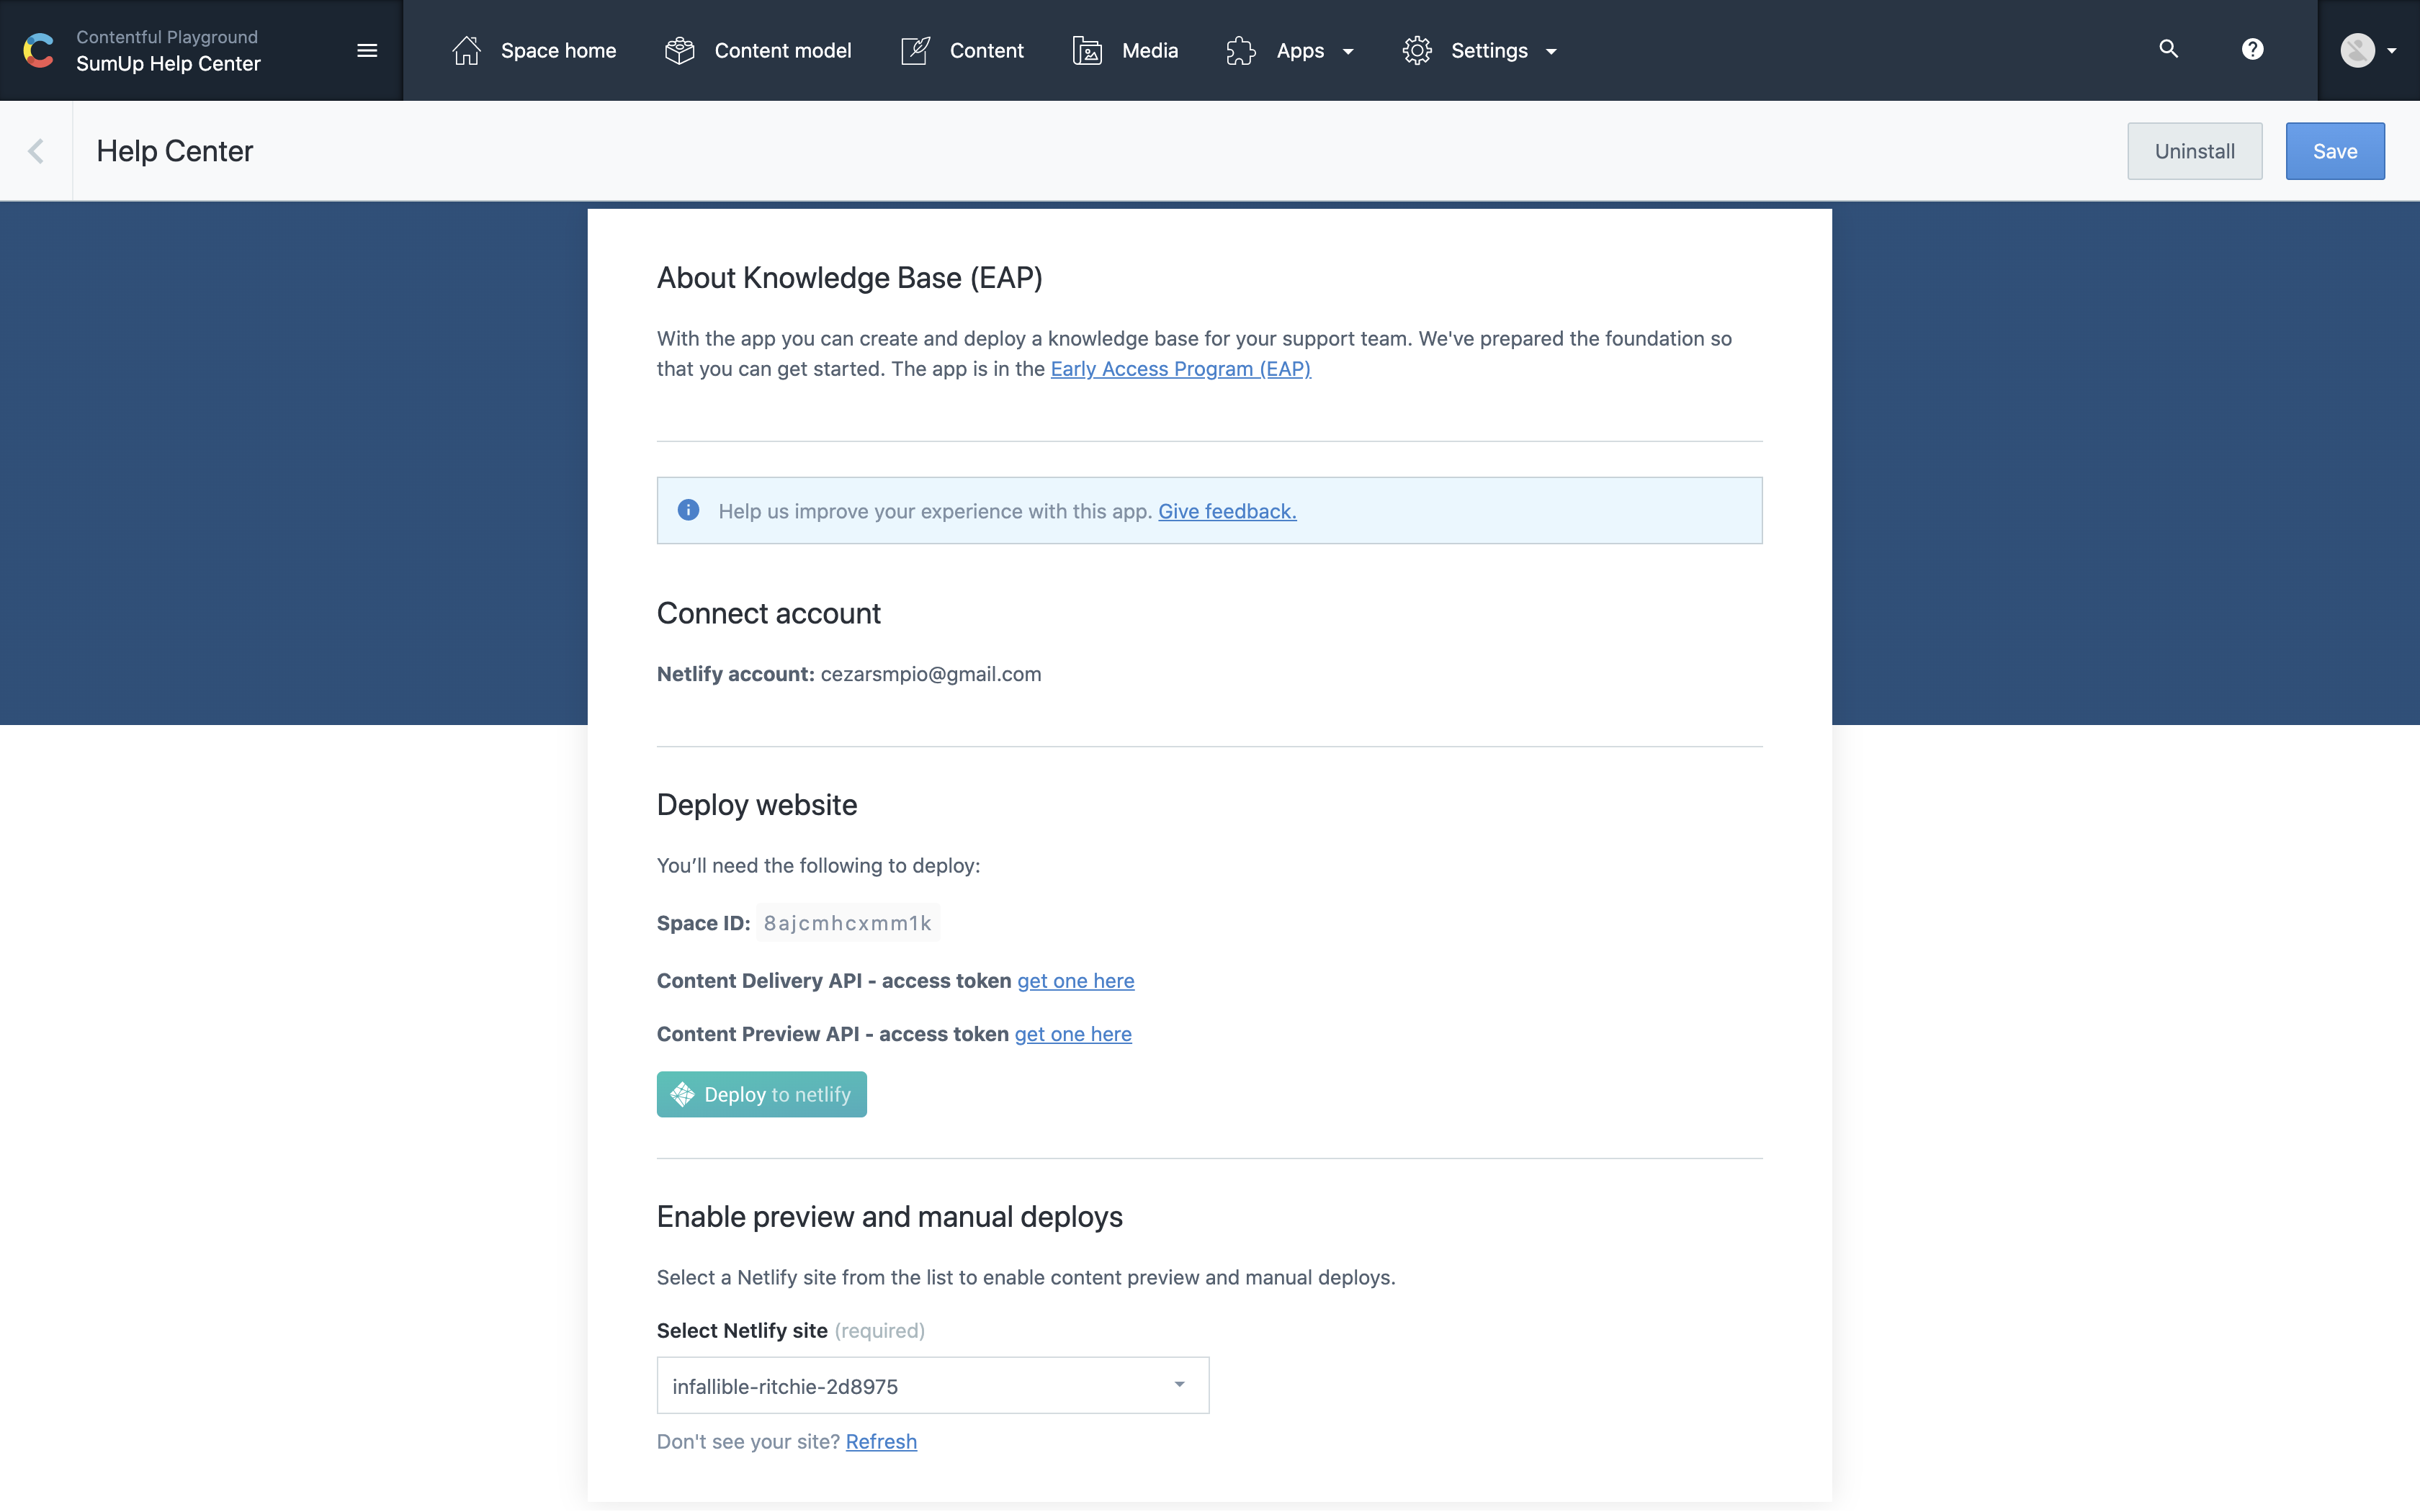 Contentful Playground
SumUp Help Center
Space home
Content model
Content
Media
Apps
Settings
Help Center
Uninstall
Save
About Knowledge Base (EAP)
With the app you can create and deploy a knowledge base for your support team. We've prepared the foundation so
that you can get started. The app is in the Early Access Program (EAP)
Help us improve your experience with this app. Give feedback.
Connect account
Netlify account: cezarsmpio@gmail.com
Deploy website
You’ll need the following to deploy:
Space ID: 8ajcmhcxmm1k
Content Delivery API - access token get one here
Content Preview API - access token get one here
Deploy to netlify
Enable preview and manual deploys
Select a Netlify site from the list to enable content preview and manual deploys.
Select Netlify site (required)
infallible-ritchie-2d8975
Don't see your site? Refresh